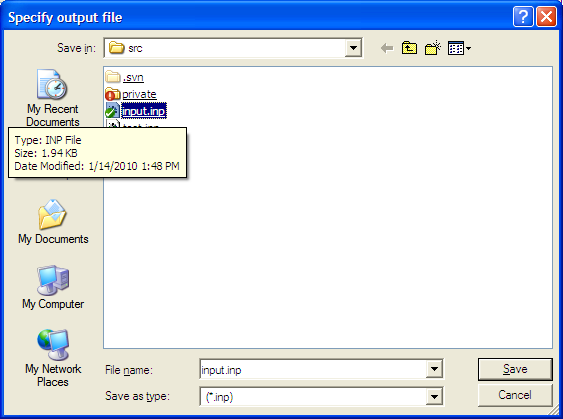 Specify output file
Save in: src
.svn
private
input.inp
My Recent
Documents
Type: INP File
Size: 1.94 KB
Date Modified: 1/14/2010 1:48 PM
My Documents
My Computer
My Network
Places
File name: input.inp
Save
Save as type: (*.inp)
Cancel